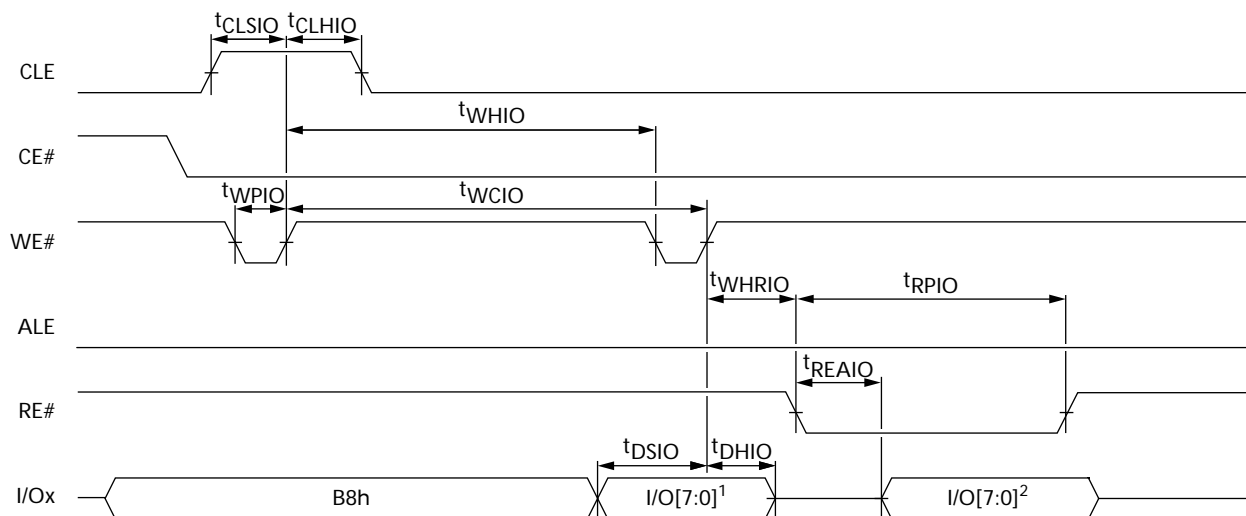 tCLSIO tCLHIO
CLE
tWHIO
CE#
tWPIO tWCIO
WE#
tWHRIO tRPIO
ALE
tREAIO
RE#
tDSIO tDHIO
I/Ox B8h I/O[7:0]1 I/O[7:0]2